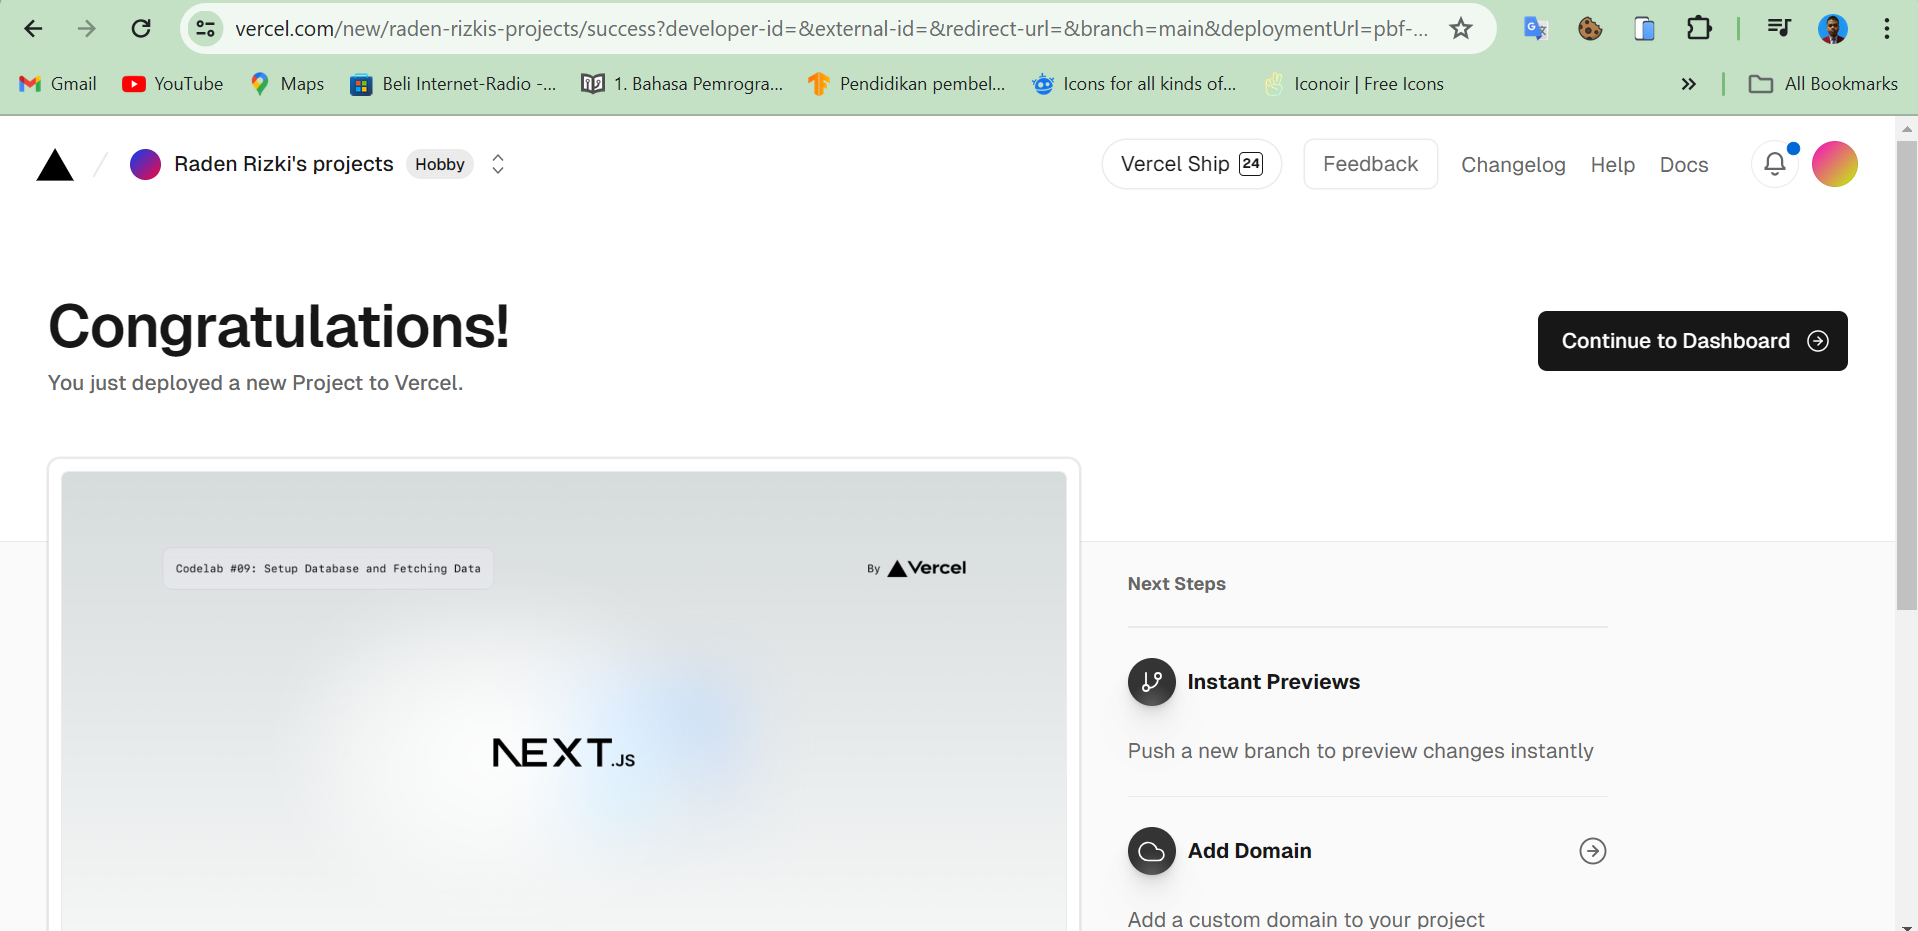 vercel.com/new/raden-rizkis-projects/success?developer-id=&external-id=&redirect-url=&branch=main&deploymentUrl=pbf-...
Gmail YouTube Maps Beli Internet-Radio -... 1. Bahasa Pemrogra... Pendidikan pembel... Icons for all kinds of... Iconoir | Free Icons All Bookmarks
Raden Rizki's projects Hobby Vercel Ship 24 Feedback Changelog Help Docs
Congratulations!
Continue to Dashboard
You just deployed a new Project to Vercel.
Codelab #09: Setup Database and Fetching Data
By Vercel
NEXT.JS
Next Steps
Instant Previews
Push a new branch to preview changes instantly
Add Domain
Add a custom domain to your project